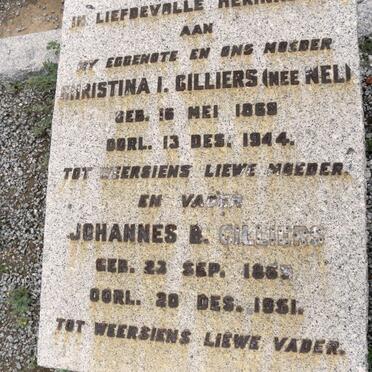 IN LIEFDEVOLLE
AAN
MY EGGENOTE EN ONS MOEDER
CHRISTINA I. CILLIERS (NEE NEL)
GEB. 16 MEI 1869
OORL. 13 DES. 1944.
TOT WEERSIENS LIEWE MOEDER.
EN VADER
JOHANNES B. CILLIERS
GEB. 23 SEP.
OORL. 20 DES. 1951.
TOT WEERSIENS LIEWE VADER.